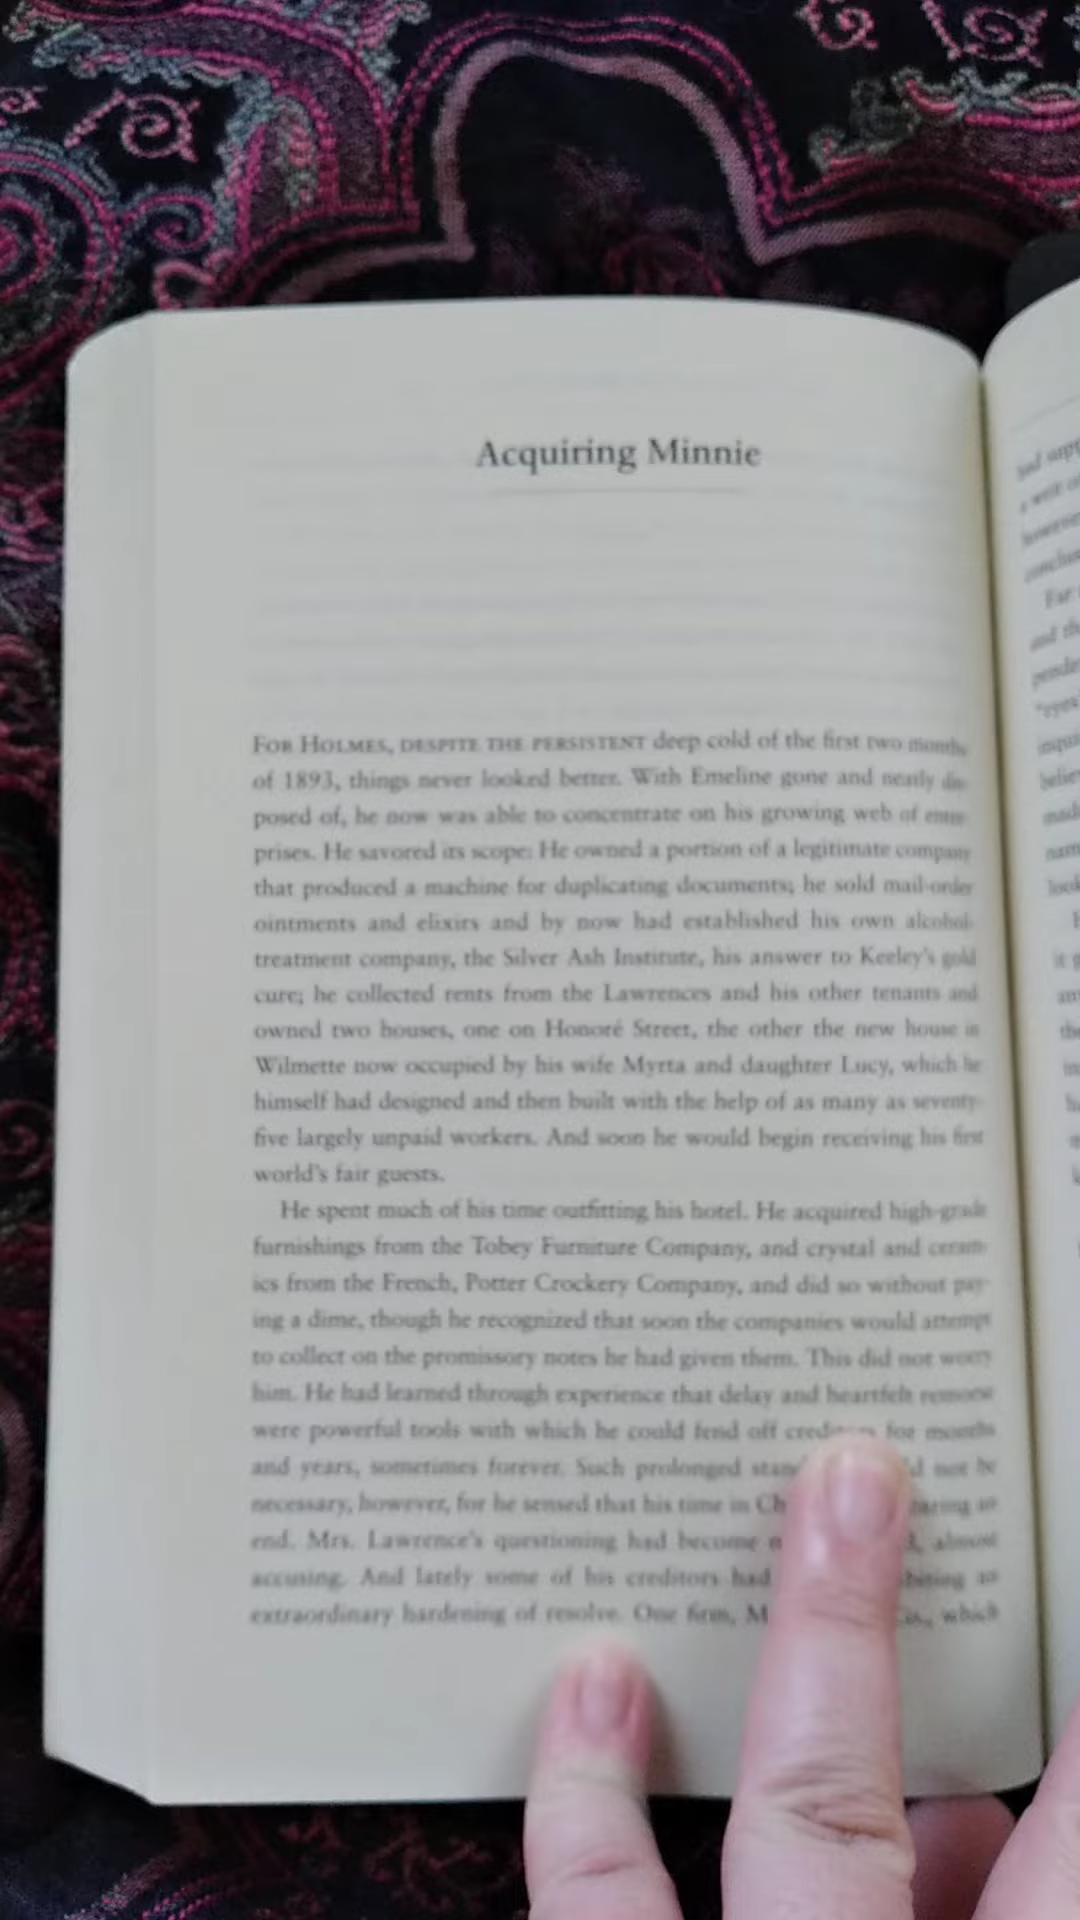 Acquiring Minnie
FOR HOLMES, DESPITE THE PERSISTENT deep cold of the first two months
of 1893, things never looked better. With Emeline gone and neatly dis-
posed of, he now was able to concentrate on his growing web of enter-
prises. He savored its scope: He owned a portion of a legitimate company
that produced a machine for duplicating documents; he sold mail-order
ointments and elixirs and by now had established his own alcohol-
treatment company, the Silver Ash Institute, his answer to Keeley's gold
cure; he collected rents from the Lawrences and his other tenants and
owned two houses, one on Honoré Street, the other the new house in
Wilmette now occupied by his wife Myrta and daughter Lucy, which he
himself had designed and then built with the help of as many as seventy-
five largely unpaid workers. And soon he would begin receiving his first
world's fair guests.
He spent much of his time outfitting his hotel. He acquired high-grade
furnishings from the Tobey Furniture Company, and crystal and ceram-
ics from the French, Potter Crockery Company, and did so without pay-
ing a dime, though he recognized that soon the companies would attempt
to collect on the promissory notes he had given them. This did not worry
him. He had learned through experience that delay and heartfelt remorse
were powerful tools with which he could fend off creditors for months
and years, sometimes forever. Such prolonged not be
necessary, however, for he sensed that his time in an
end. Mrs. Lawrence's questioning had become almost
accusing. And lately some of his creditors had an
extraordinary hardening of resolve. One firm, which